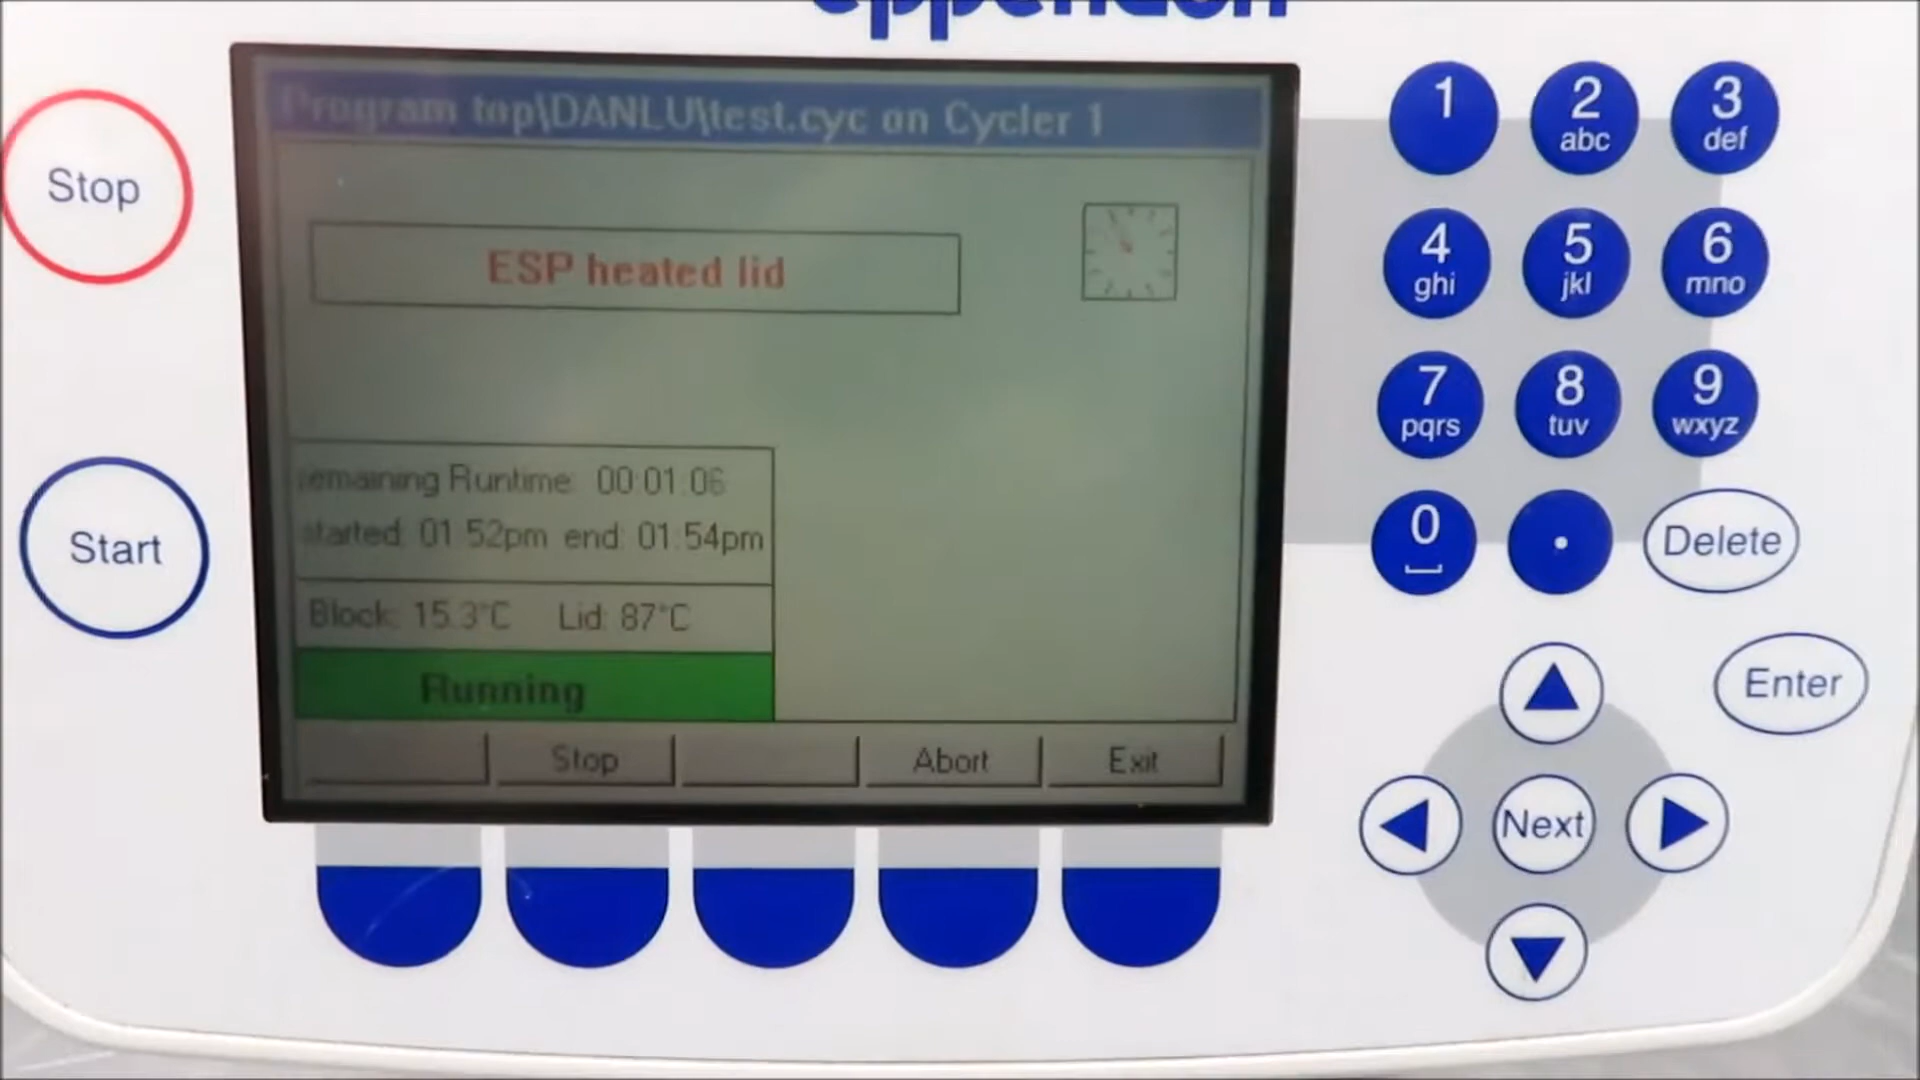 eppendorf
Program top\DANLU\test.cyc on Cycler 1
ESP heated lid
remaining Runtime: 00:01:06
started: 01:52pm end: 01:54pm
Block: 15.3°C Lid: 87°C
Running
Stop Abort Exit
Stop
Start
1 2 3
abc def
4 5 6
ghi jkl mno
7 8 9
pqrs tuv wxyz
0 . Delete
Enter
Next